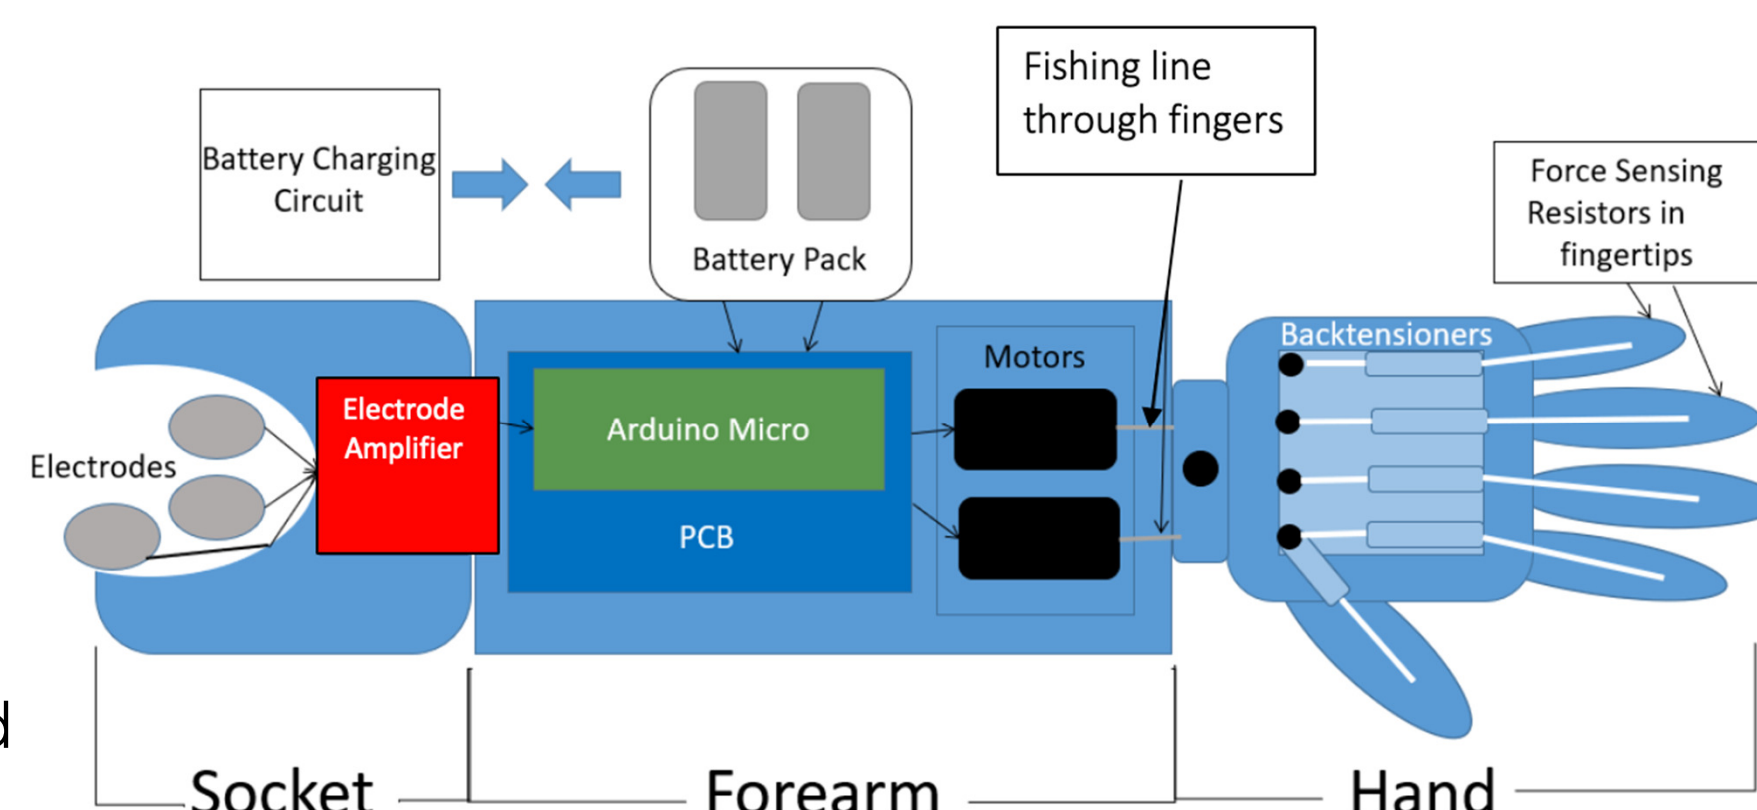 Fishing line
through fingers
Battery Charging
Circuit
Battery Pack
Force Sensing
Resistors in
fingertips
Backtensioners
Motors
Electrode
Amplifier
Arduino Micro
Electrodes
PCB
d
Socket
Forearm
Hand